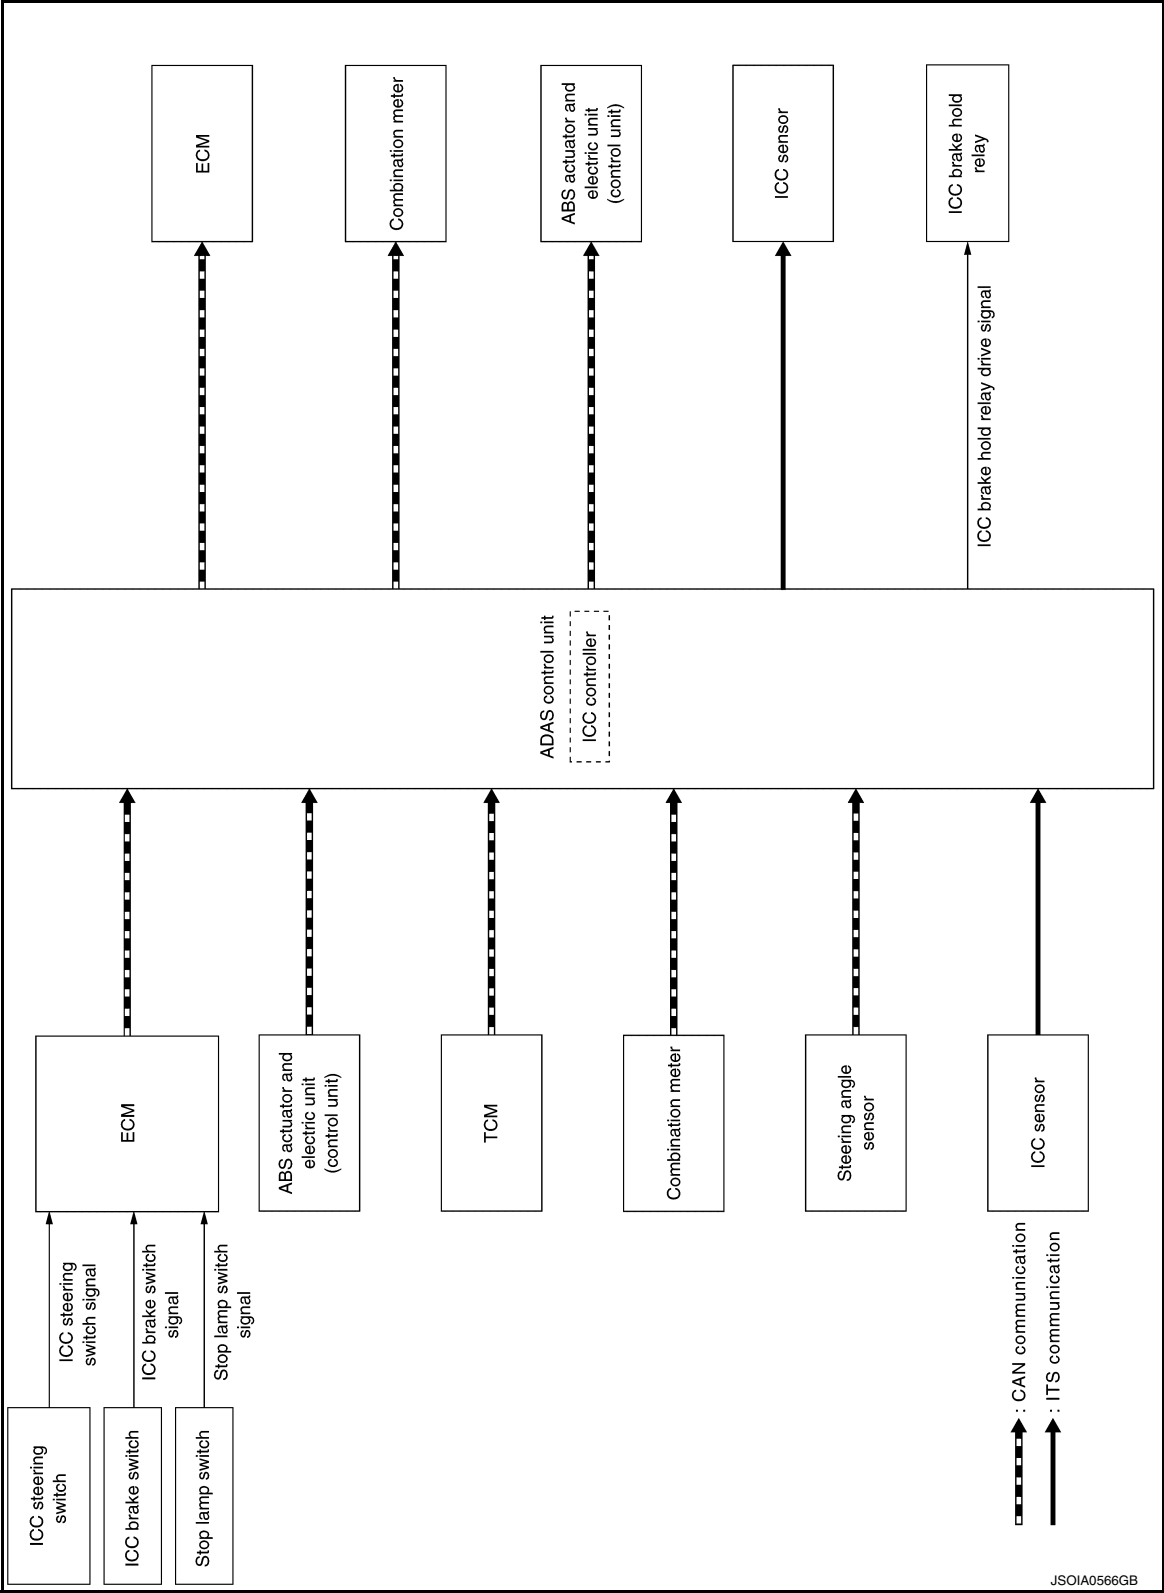 ICC steering
switch
ICC steering
switch signal
ICC brake switch
ICC brake switch
signal
Stop lamp switch
Stop lamp switch
signal
ECM
ABS actuator and
electric unit
(control unit)
TCM
Combination meter
Steering angle
sensor
ICC sensor
ADAS control unit
ICC controller
ECM
Combination meter
ABS actuator and
electric unit
(control unit)
ICC sensor
ICC brake hold relay drive signal
ICC brake hold
relay
: CAN communication
: ITS communication
JSOIA0566GB